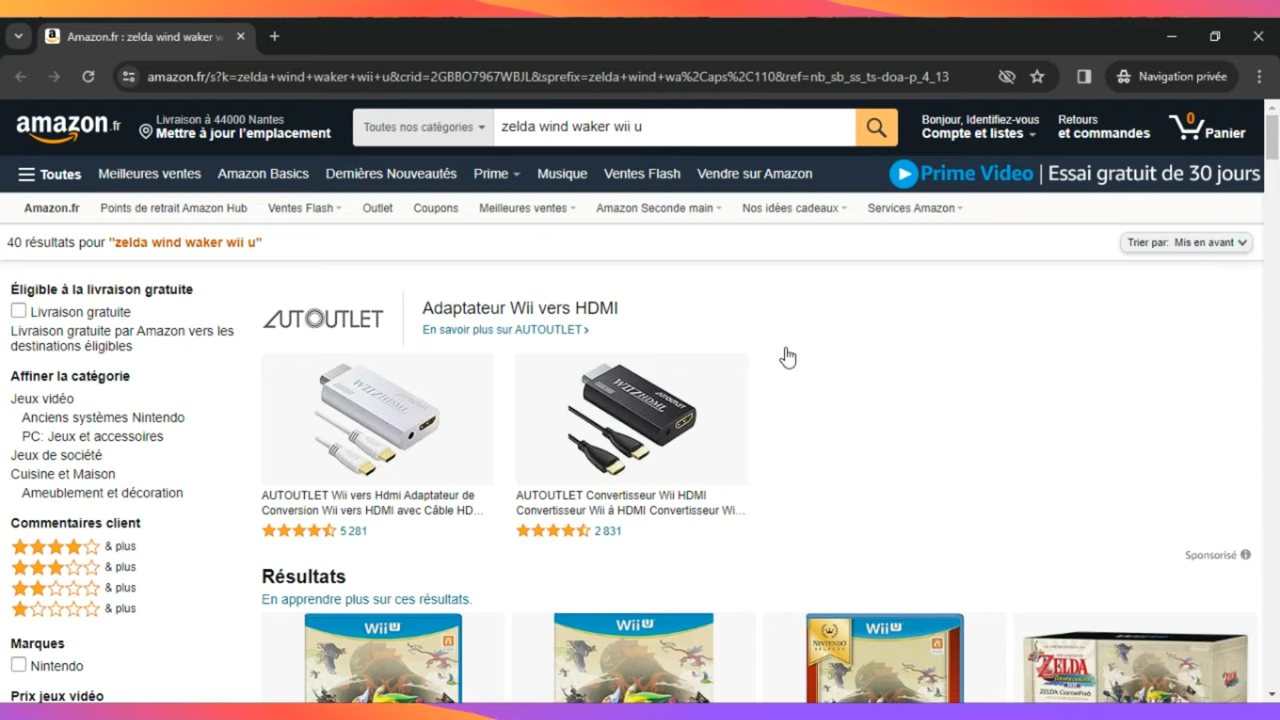 Amazon.fr : zelda wind waker w
amazon.fr/s?k=zelda+wind+waker+wii+u&crid=2GBBO7967WBJL&sprefix=zelda+wind+wa%2Caps%2C110&ref=nb_sb_ss_ts-doa-p_4_13
Navigation privée
amazon.fr
Livraison à 44000 Nantes
Mettre à jour l'emplacement
Toutes nos catégories
zelda wind waker wii u
Bonjour, Identifiez-vous
Compte et listes
Retours
et commandes
0
Panier
Toutes
Meilleures ventes
Amazon Basics
Dernières Nouveautés
Prime
Musique
Ventes Flash
Vendre sur Amazon
Prime Video | Essai gratuit de 30 jours
Amazon.fr
Points de retrait Amazon Hub
Ventes Flash
Outlet
Coupons
Meilleures ventes
Amazon Seconde main
Nos idées cadeaux
Services Amazon
40 résultats pour "zelda wind waker wii u"
Trier par: Mis en avant
Éligible à la livraison gratuite
Livraison gratuite
Livraison gratuite par Amazon vers les
destinations éligibles
Affiner la catégorie
Jeux vidéo
Anciens systèmes Nintendo
PC: Jeux et accessoires
Jeux de société
Cuisine et Maison
Ameublement et décoration
Commentaires client
& plus
& plus
& plus
& plus
Marques
Nintendo
Prix jeux vidéo
AUTOUTLET
Adaptateur Wii vers HDMI
En savoir plus sur AUTOUTLET ›
WII2HDMI
WII2HDMI
AUTOUTLET
AUTOUTLET Wii vers Hdmi Adaptateur de
Conversion Wii vers HDMI avec Câble HD…
5 281
AUTOUTLET Convertisseur Wii HDMI
Convertisseur Wii à HDMI Convertisseur Wi…
2 831
Sponsorisé
Résultats
En apprendre plus sur ces résultats.
Wii U
Wii U
Wii U
NINTENDO
SELECTS
ZELDA
ZELDA GamePad